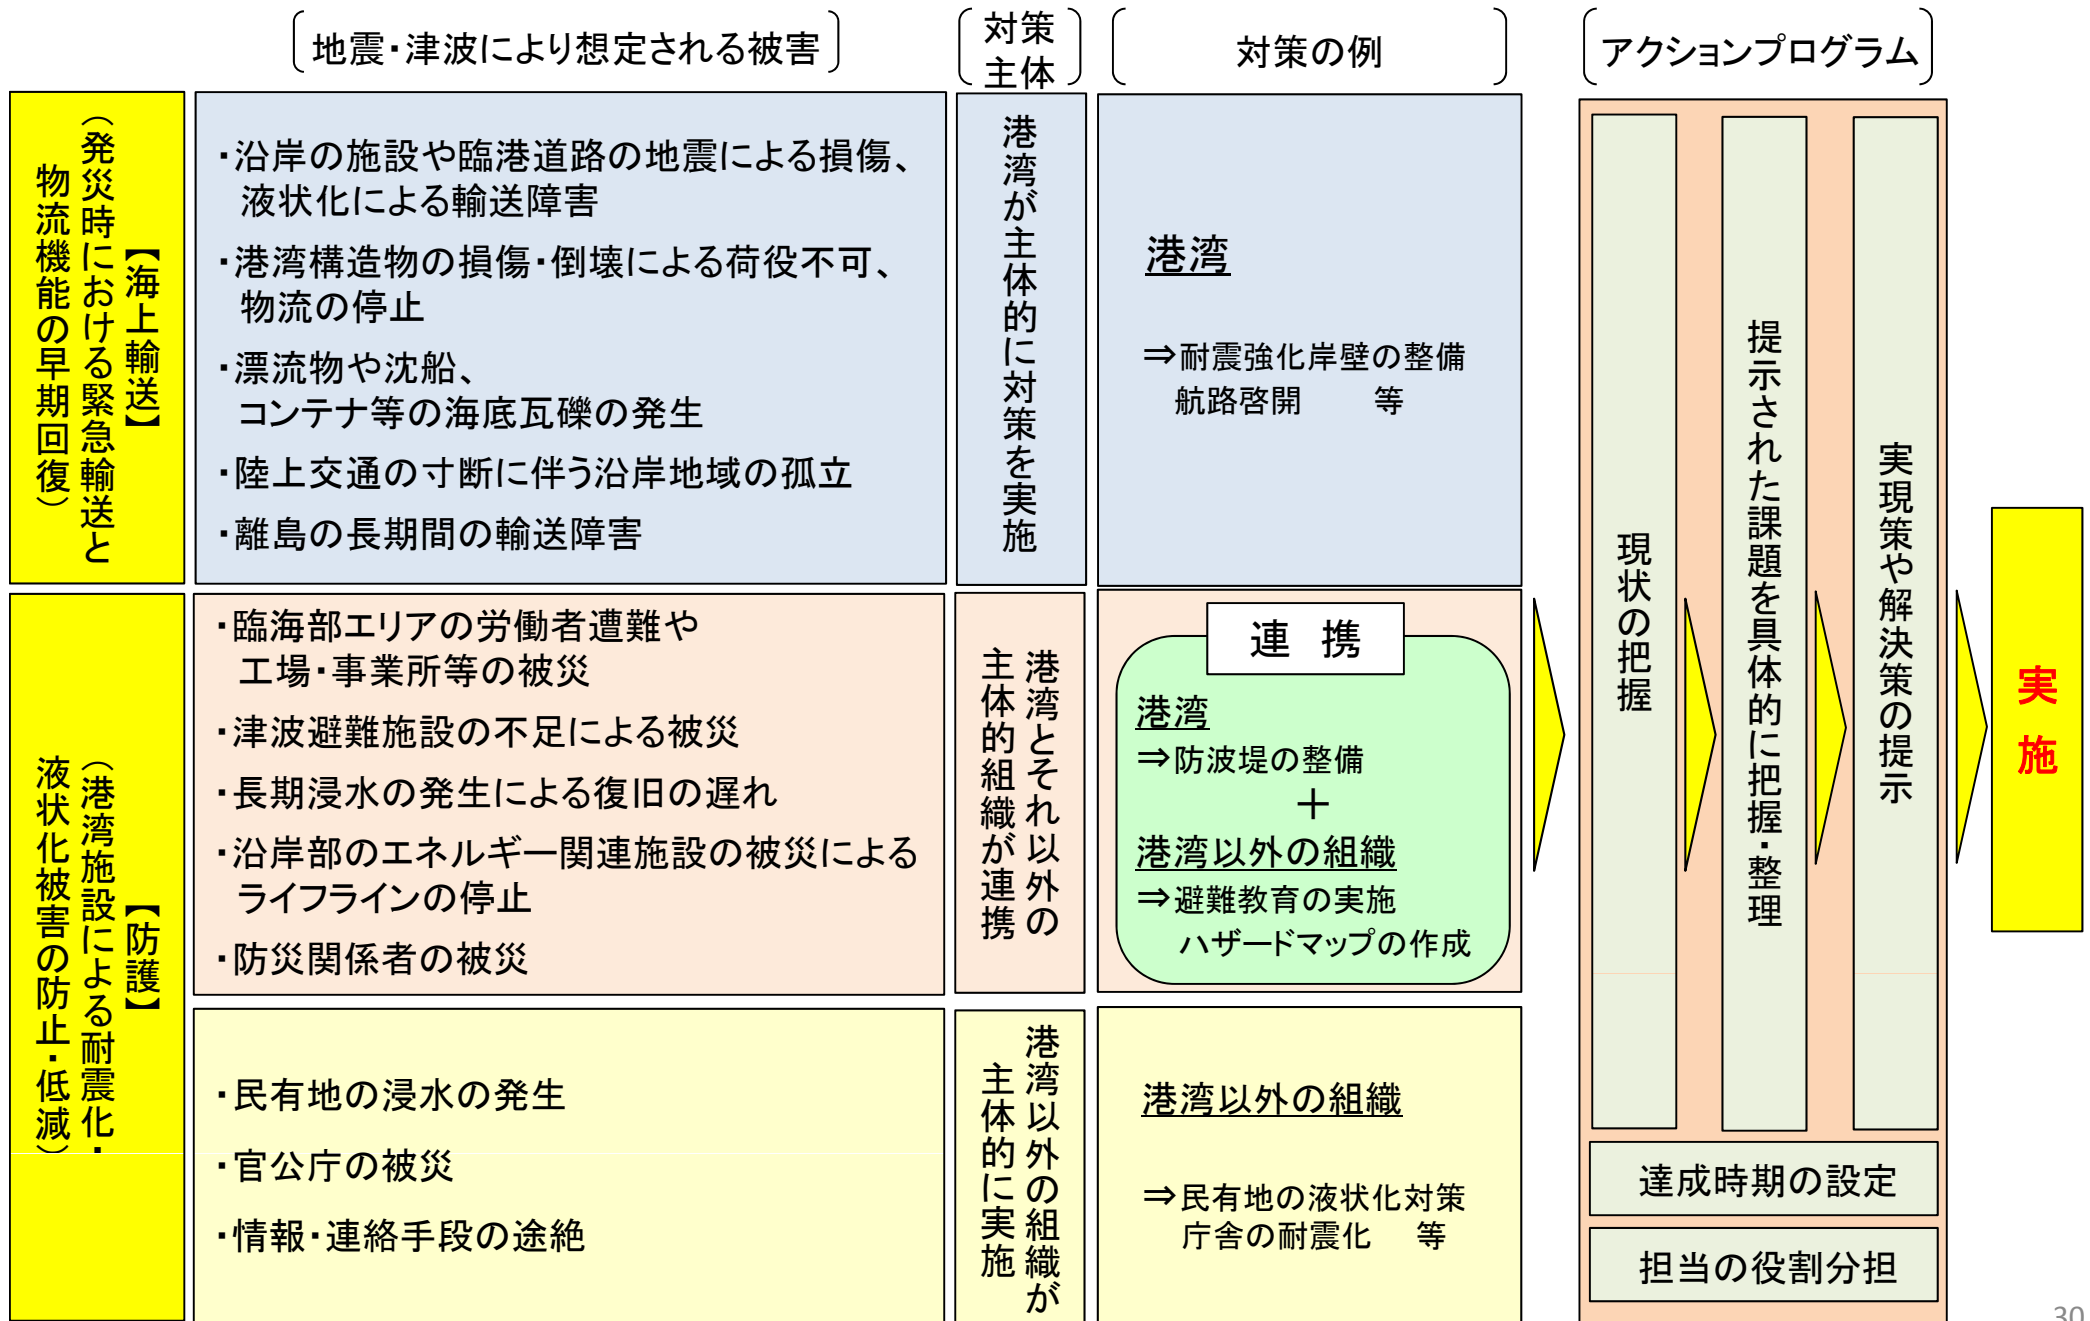 地震・津波により想定される被害
対策
主体
対策の例
アクションプログラム
【海上輸送】
（発災時における緊急輸送と
物流機能の早期回復）
・沿岸の施設や臨港道路の地震による損傷、
液状化による輸送障害
・港湾構造物の損傷・倒壊による荷役不可、
物流の停止
・漂流物や沈船、
コンテナ等の海底瓦礫の発生
・陸上交通の寸断に伴う沿岸地域の孤立
・離島の長期間の輸送障害
港湾が主体的に対策を実施
港湾
⇒耐震強化岸壁の整備
航路啓開　　等
【防護】
（港湾施設による耐震化・
液状化被害の防止・低減）
・臨海部エリアの労働者遭難や
工場・事業所等の被災
・津波避難施設の不足による被災
・長期浸水の発生による復旧の遅れ
・沿岸部のエネルギー関連施設の被災による
ライフラインの停止
・防災関係者の被災
港湾とそれ以外の
主体的組織が連携
連　携
港湾
⇒防波堤の整備
＋
港湾以外の組織
⇒避難教育の実施
ハザードマップの作成
・民有地の浸水の発生
・官公庁の被災
・情報・連絡手段の途絶
港湾以外の組織が
主体的に実施
港湾以外の組織
⇒民有地の液状化対策
庁舎の耐震化　等
現状の把握
提示された課題を具体的に把握・整理
実現策や解決策の提示
達成時期の設定
担当の役割分担
実施
30